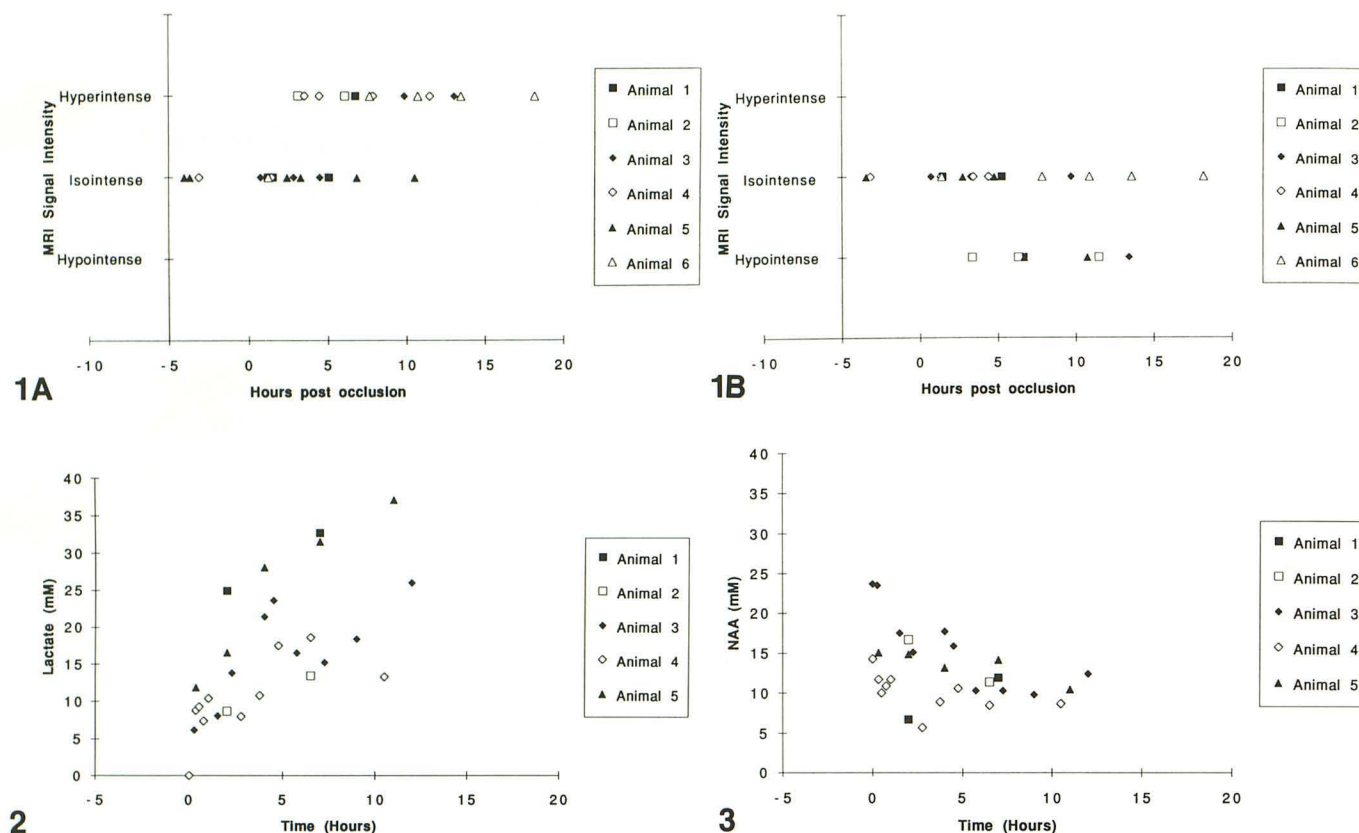 MRI Signal Intensity
Hyperintense
Isointense
Hypointense
-10
-5
0
5
10
15
20
Hours post occlusion
1A
Animal 1
Animal 2
Animal 3
Animal 4
Animal 5
Animal 6
MRI Signal Intensity
Hyperintense
Isointense
Hypointense
-10
-5
0
5
10
15
20
Hours post occlusion
1B
Animal 1
Animal 2
Animal 3
Animal 4
Animal 5
Animal 6
Lactate (mM)
40
35
30
25
20
15
10
5
0
-5
0
5
10
15
20
Time (Hours)
2
Animal 1
Animal 2
Animal 3
Animal 4
Animal 5
NAA (mM)
40
35
30
25
20
15
10
5
0
-5
0
5
10
15
20
Time (Hours)
3
Animal 1
Animal 2
Animal 3
Animal 4
Animal 5